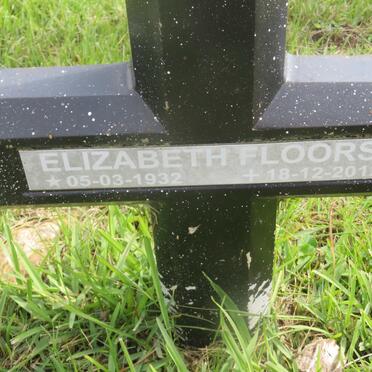 ELIZABETH FLOORS
★ 05-03-1932 + 18-12-201